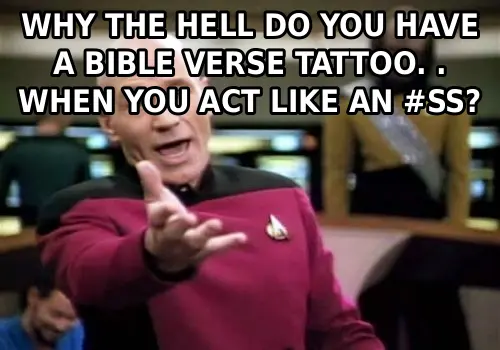 WHY THE HELL DO YOU HAVE
A BIBLE VERSE TATTOO. .
WHEN YOU ACT LIKE AN #SS?